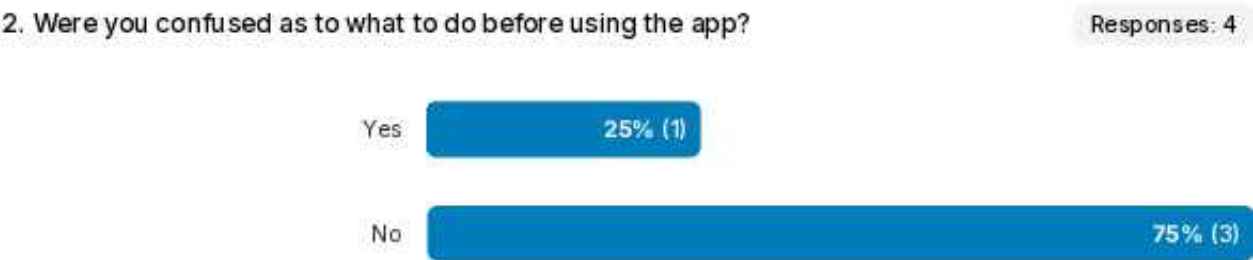 2. Were you confused as to what to do before using the app?
Responses: 4
Yes 25% (1)
No 75% (3)